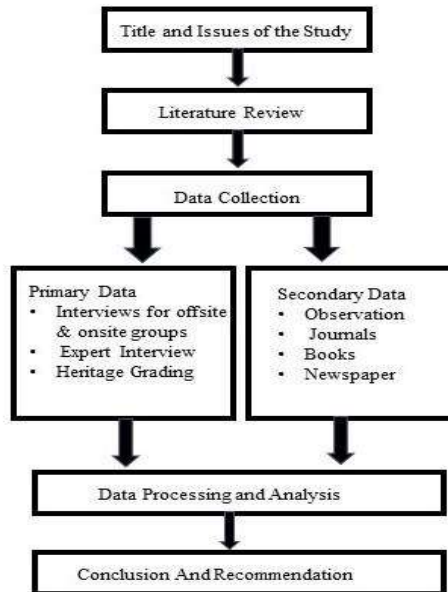 Title and Issues of the Study
Literature Review
Data Collection
Primary Data
• Interviews for offsite
& onsite groups
• Expert Interview
• Heritage Grading
Secondary Data
• Observation
• Journals
• Books
• Newspaper
Data Processing and Analysis
Conclusion And Recommendation